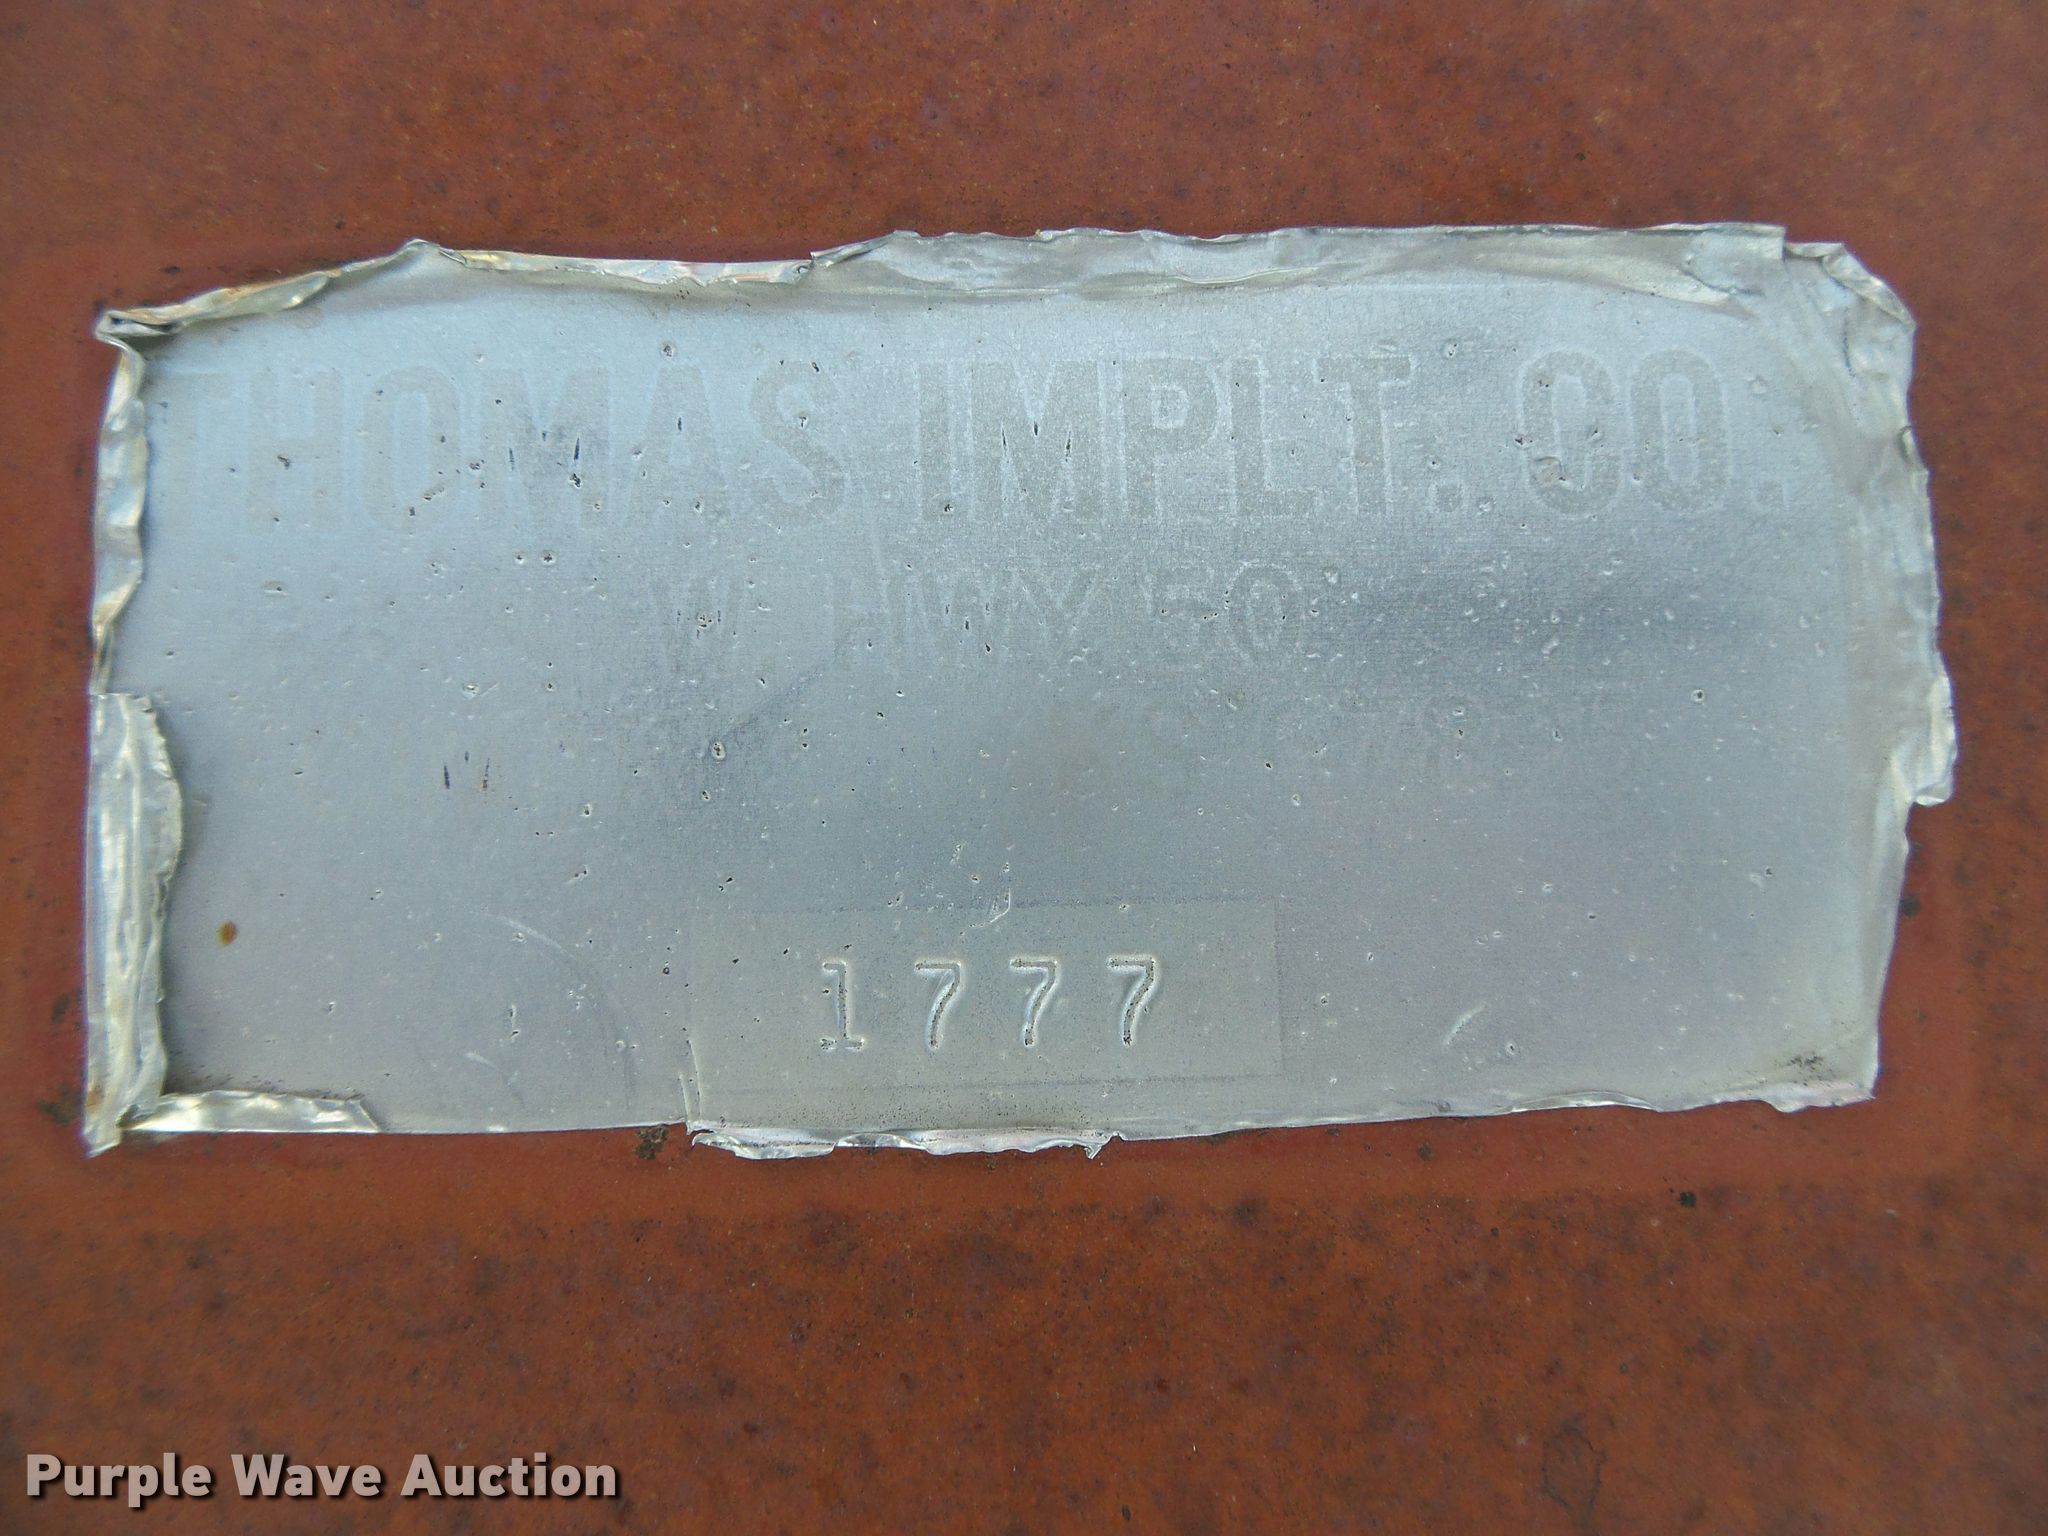 THOMAS IMPLT. CO.
W. HWY 50
1777
Purple Wave Auction